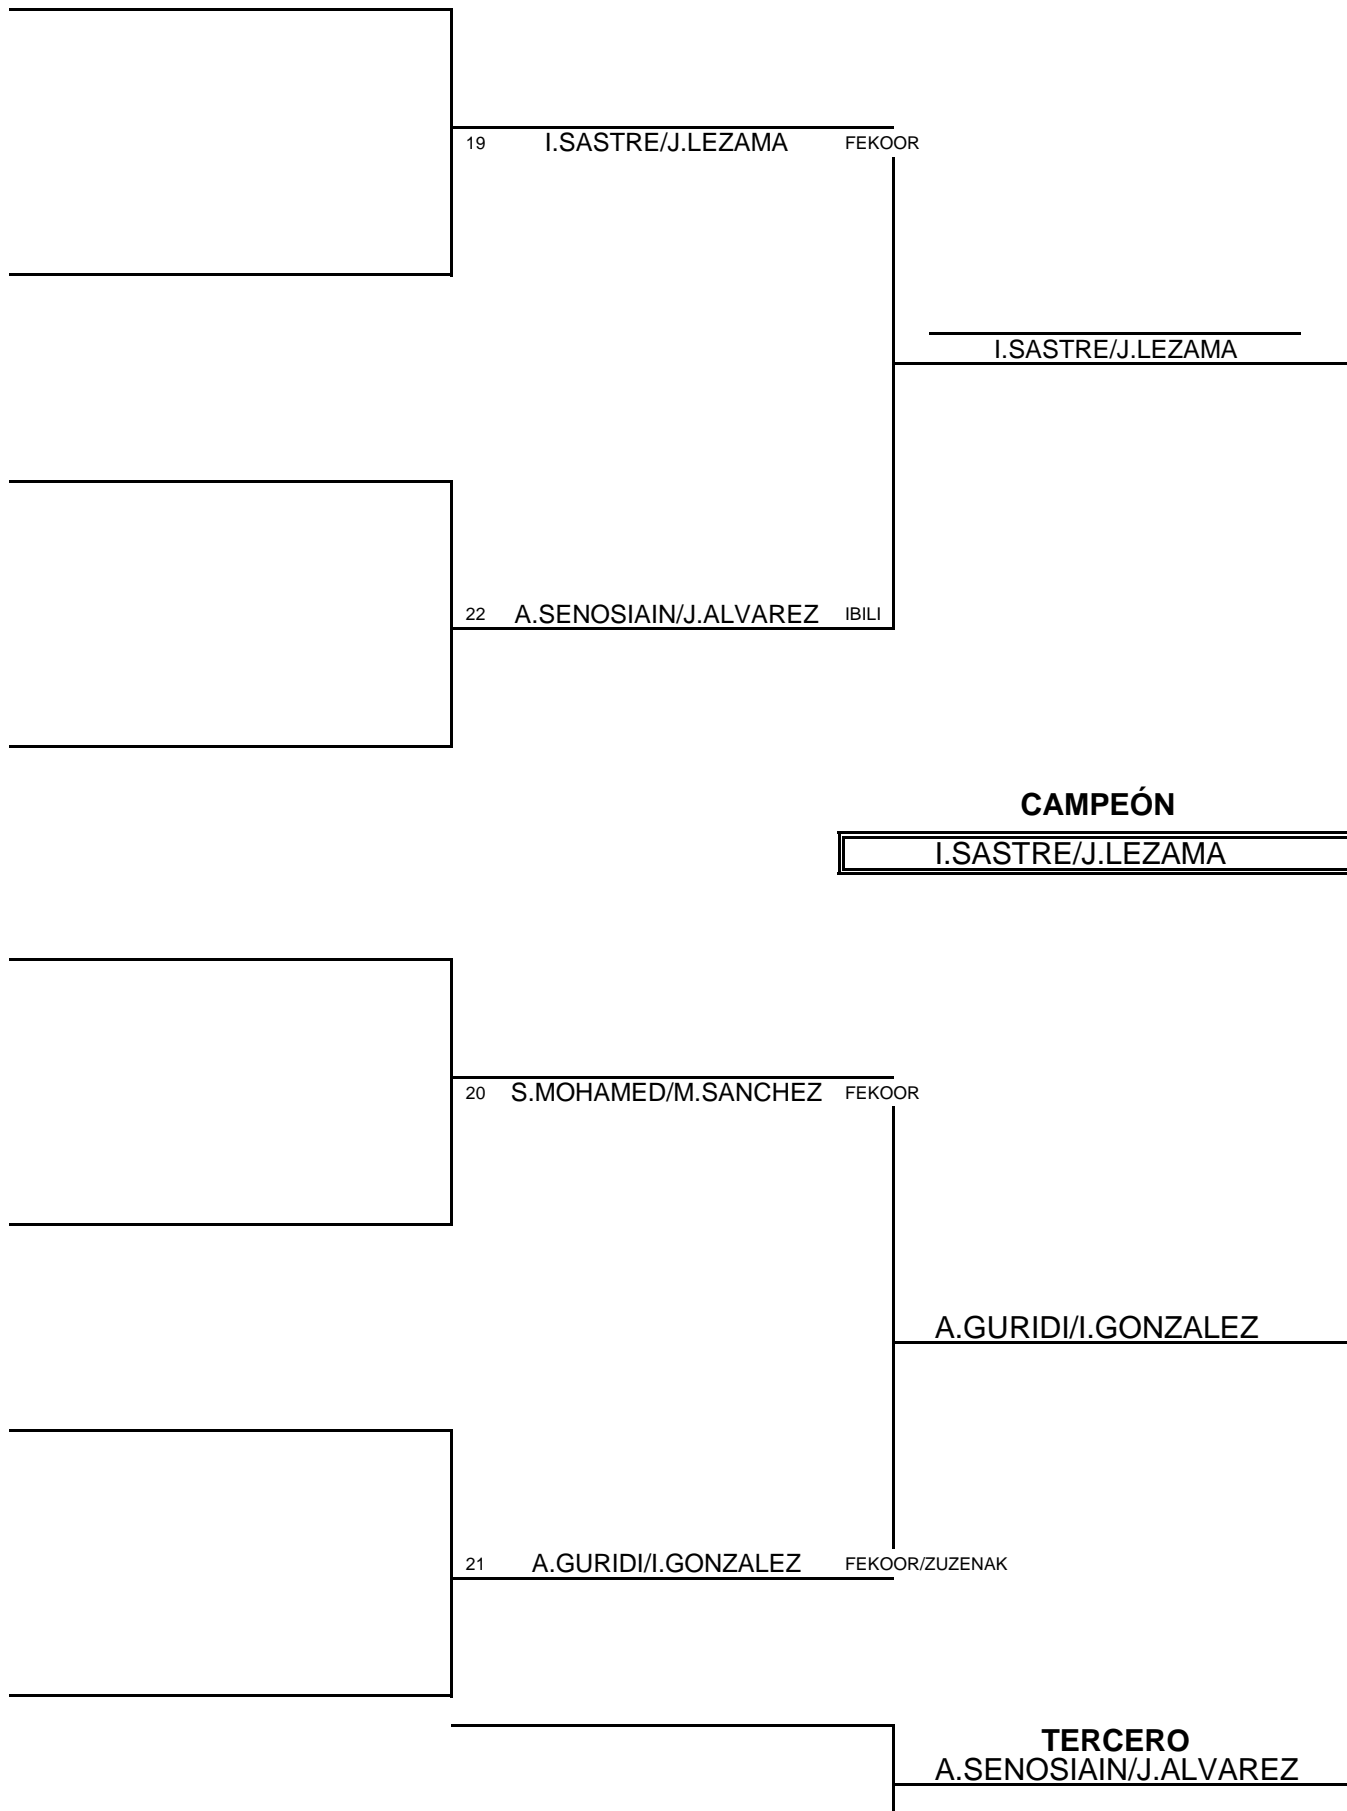 19 I.SASTRE/J.LEZAMA FEKOOR
I.SASTRE/J.LEZAMA
22 A.SENOSIAIN/J.ALVAREZ IBILI
CAMPEÓN
I.SASTRE/J.LEZAMA
20 S.MOHAMED/M.SANCHEZ FEKOOR
A.GURIDI/I.GONZALEZ
21 A.GURIDI/I.GONZALEZ FEKOOR/ZUZENAK
TERCERO
A.SENOSIAIN/J.ALVAREZ